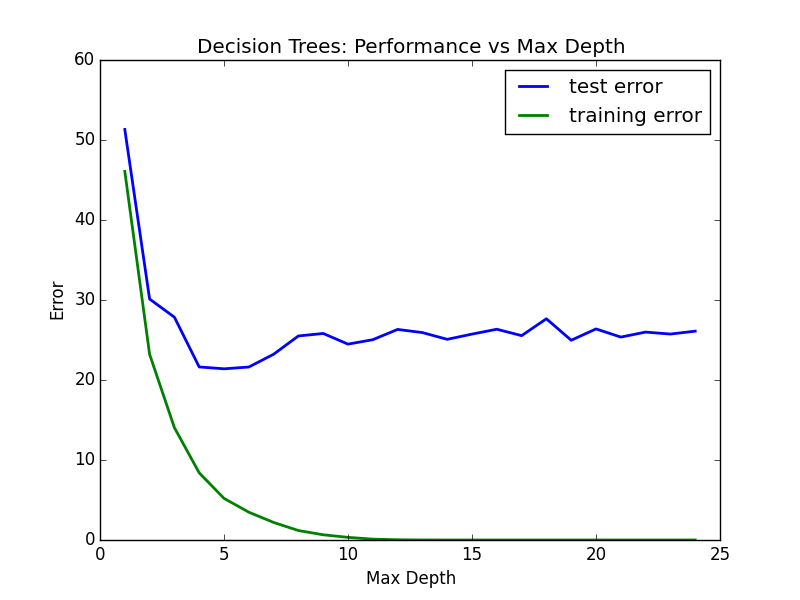 Decision Trees: Performance vs Max Depth
test error
training error
60
50
40
30
20
10
0
Error
0 5 10 15 20 25
Max Depth